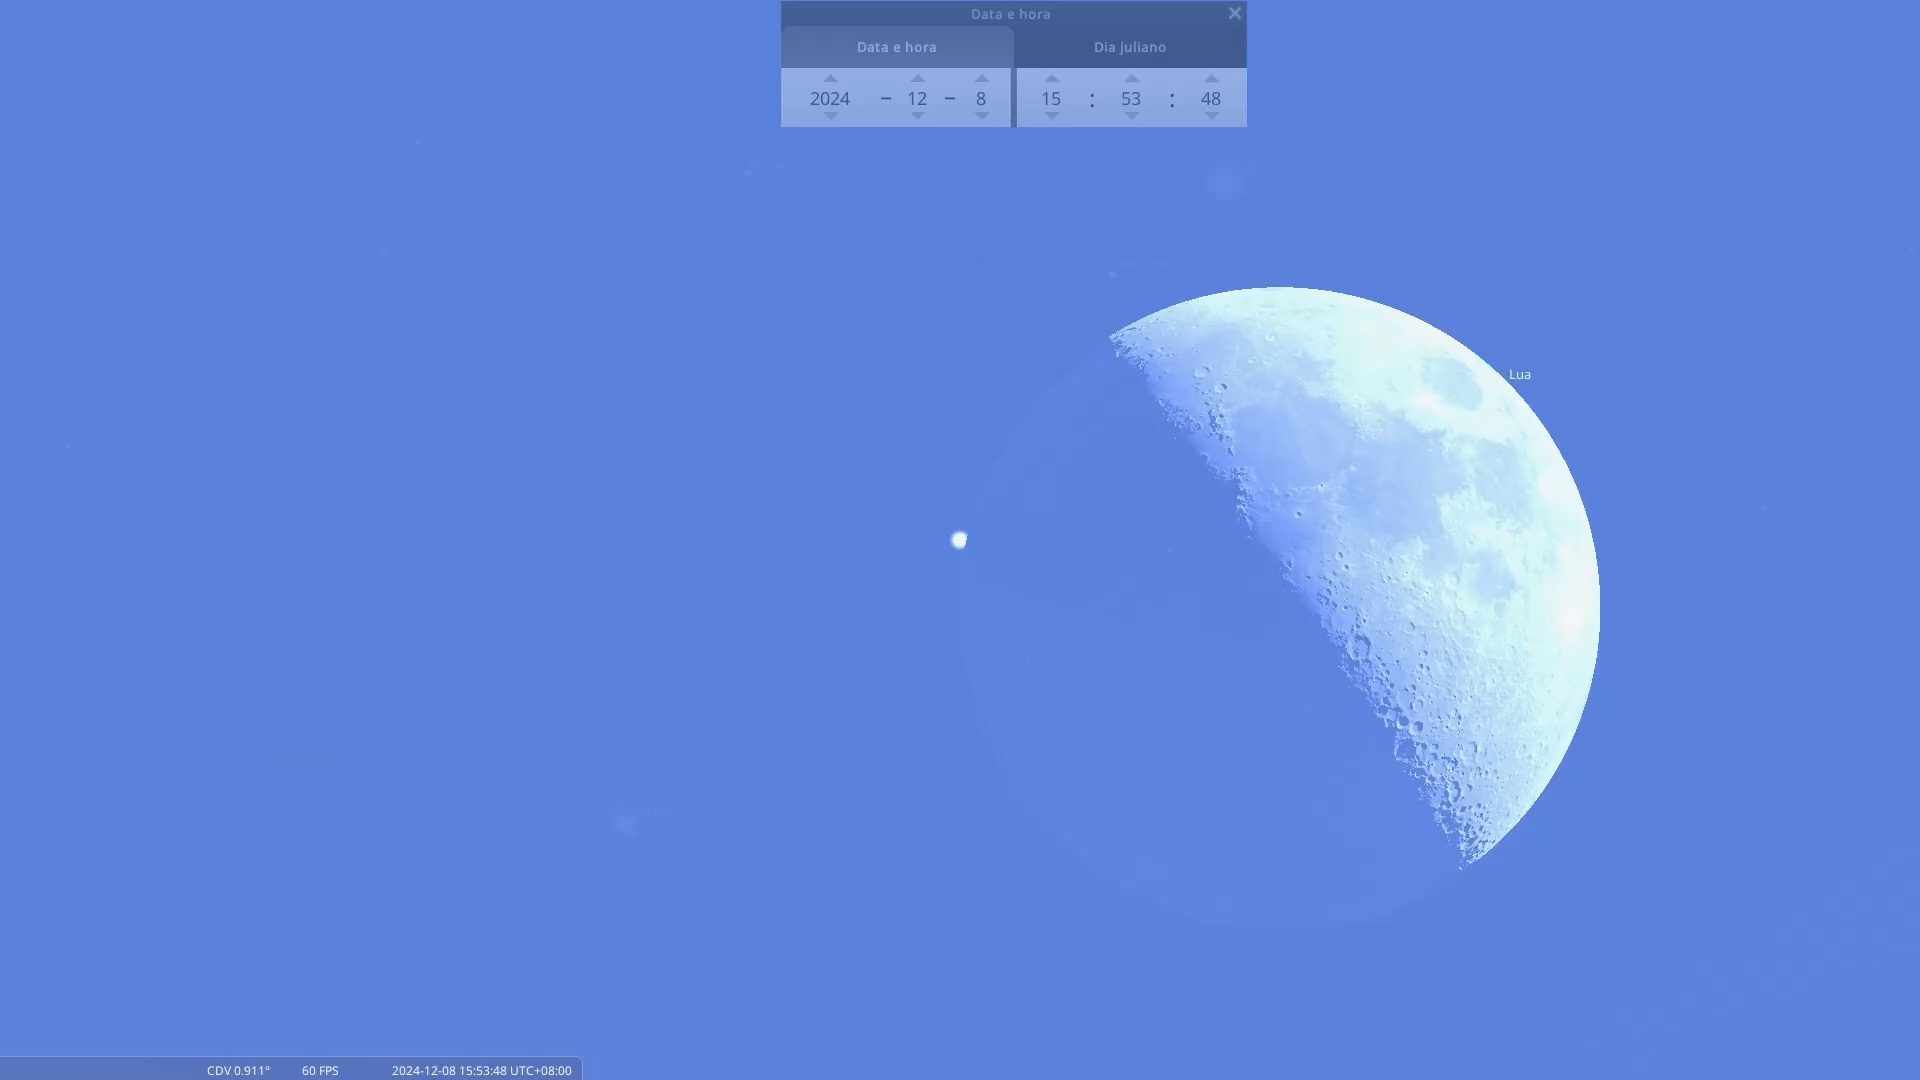 Data e hora
Data e hora Dia juliano
2024 - 12 - 8 15 : 53 : 48
Lua
CDV 0.911° 60 FPS 2024-12-08 15:53:48 UTC+08:00